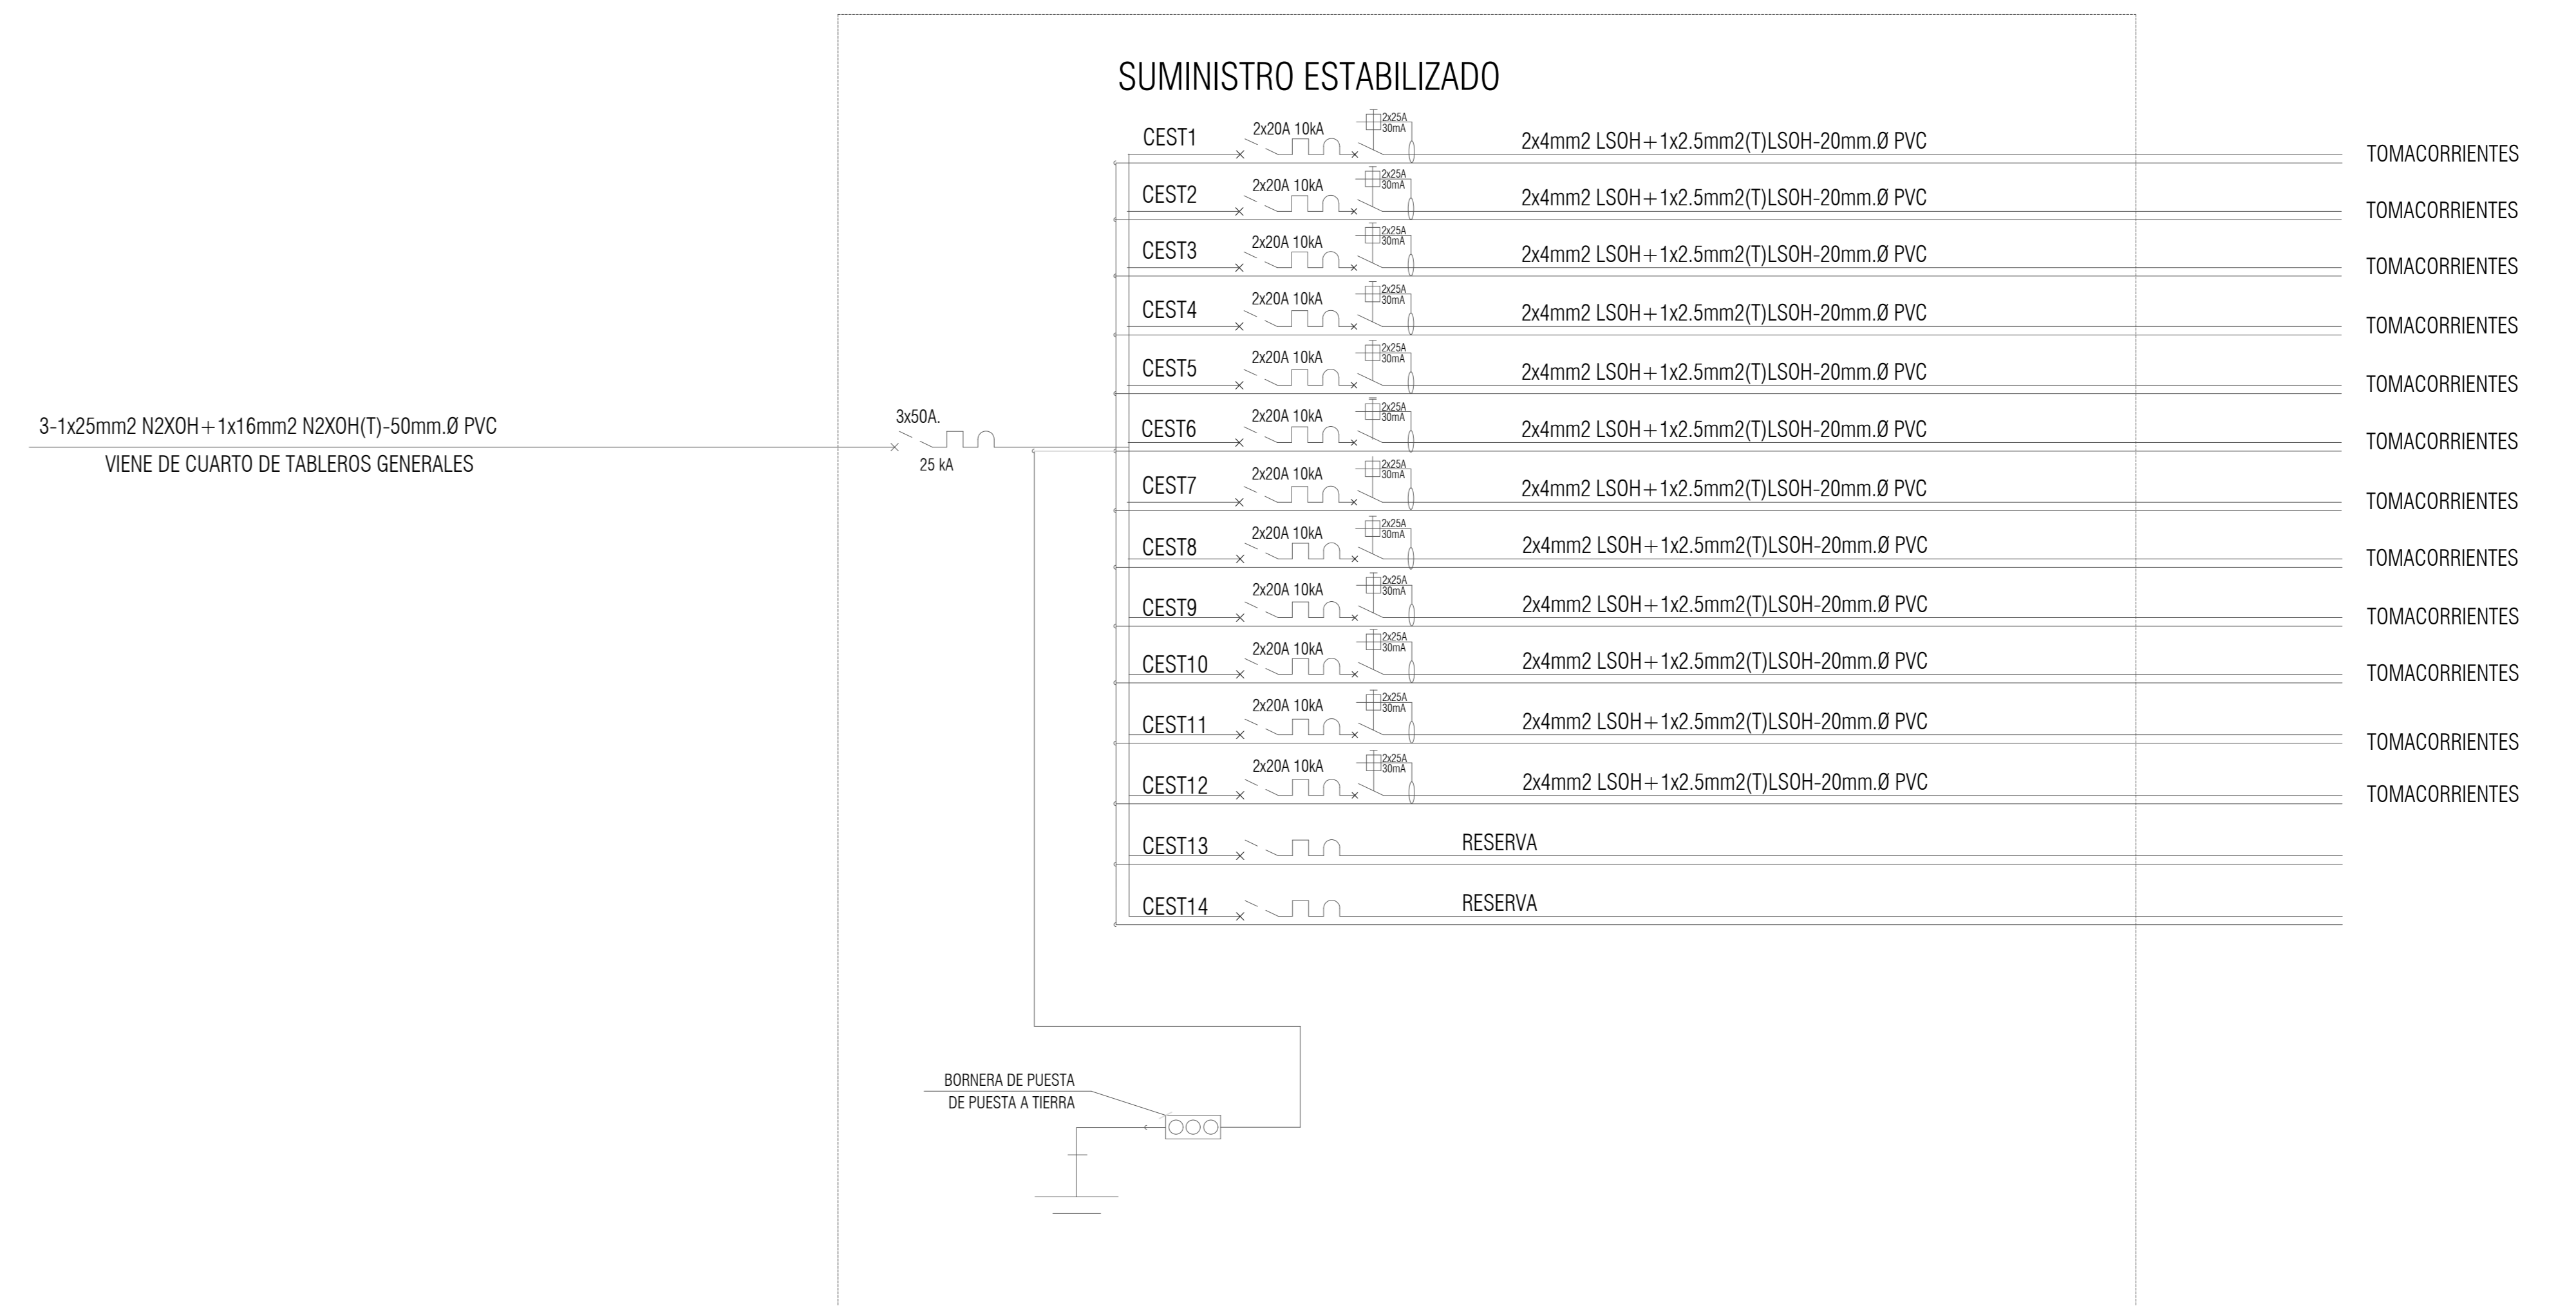 SUMINISTRO ESTABILIZADO
CEST1 2x20A 10kA 2x25A 30mA 2x4mm2 LSOH+1x2.5mm2(T)LSOH-20mm.Ø PVC TOMACORRIENTES
CEST2 2x20A 10kA 2x25A 30mA 2x4mm2 LSOH+1x2.5mm2(T)LSOH-20mm.Ø PVC TOMACORRIENTES
CEST3 2x20A 10kA 2x25A 30mA 2x4mm2 LSOH+1x2.5mm2(T)LSOH-20mm.Ø PVC TOMACORRIENTES
CEST4 2x20A 10kA 2x25A 30mA 2x4mm2 LSOH+1x2.5mm2(T)LSOH-20mm.Ø PVC TOMACORRIENTES
CEST5 2x20A 10kA 2x25A 30mA 2x4mm2 LSOH+1x2.5mm2(T)LSOH-20mm.Ø PVC TOMACORRIENTES
3-1x25mm2 N2XOH+1x16mm2 N2XOH(T)-50mm.Ø PVC
VIENE DE CUARTO DE TABLEROS GENERALES
3x50A.
25 kA
CEST6 2x20A 10kA 2x25A 30mA 2x4mm2 LSOH+1x2.5mm2(T)LSOH-20mm.Ø PVC TOMACORRIENTES
CEST7 2x20A 10kA 2x25A 30mA 2x4mm2 LSOH+1x2.5mm2(T)LSOH-20mm.Ø PVC TOMACORRIENTES
CEST8 2x20A 10kA 2x25A 30mA 2x4mm2 LSOH+1x2.5mm2(T)LSOH-20mm.Ø PVC TOMACORRIENTES
CEST9 2x20A 10kA 2x25A 30mA 2x4mm2 LSOH+1x2.5mm2(T)LSOH-20mm.Ø PVC TOMACORRIENTES
CEST10 2x20A 10kA 2x25A 30mA 2x4mm2 LSOH+1x2.5mm2(T)LSOH-20mm.Ø PVC TOMACORRIENTES
CEST11 2x20A 10kA 2x25A 30mA 2x4mm2 LSOH+1x2.5mm2(T)LSOH-20mm.Ø PVC TOMACORRIENTES
CEST12 2x20A 10kA 2x25A 30mA 2x4mm2 LSOH+1x2.5mm2(T)LSOH-20mm.Ø PVC TOMACORRIENTES
CEST13 RESERVA
CEST14 RESERVA
BORNERA DE PUESTA
DE PUESTA A TIERRA